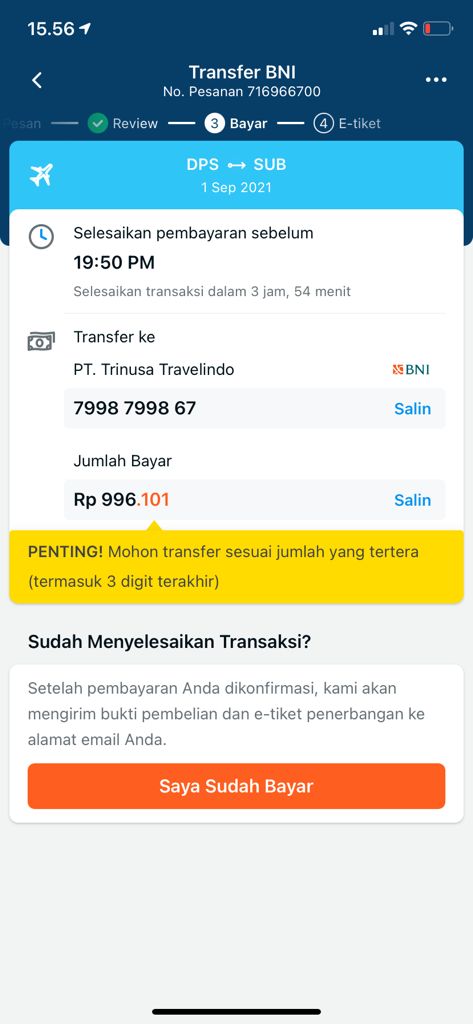 15.56
Transfer BNI
No. Pesanan 716966700
Pesan
Review
3 Bayar
4 E-tiket
DPS SUB
1 Sep 2021
Selesaikan pembayaran sebelum
19:50 PM
Selesaikan transaksi dalam 3 jam, 54 menit
Transfer ke
PT. Trinusa Travelindo
BNI
7998 7998 67
Salin
Jumlah Bayar
Rp 996.101
Salin
PENTING! Mohon transfer sesuai jumlah yang tertera
(termasuk 3 digit terakhir)
Sudah Menyelesaikan Transaksi?
Setelah pembayaran Anda dikonfirmasi, kami akan
mengirim bukti pembelian dan e-tiket penerbangan ke
alamat email Anda.
Saya Sudah Bayar